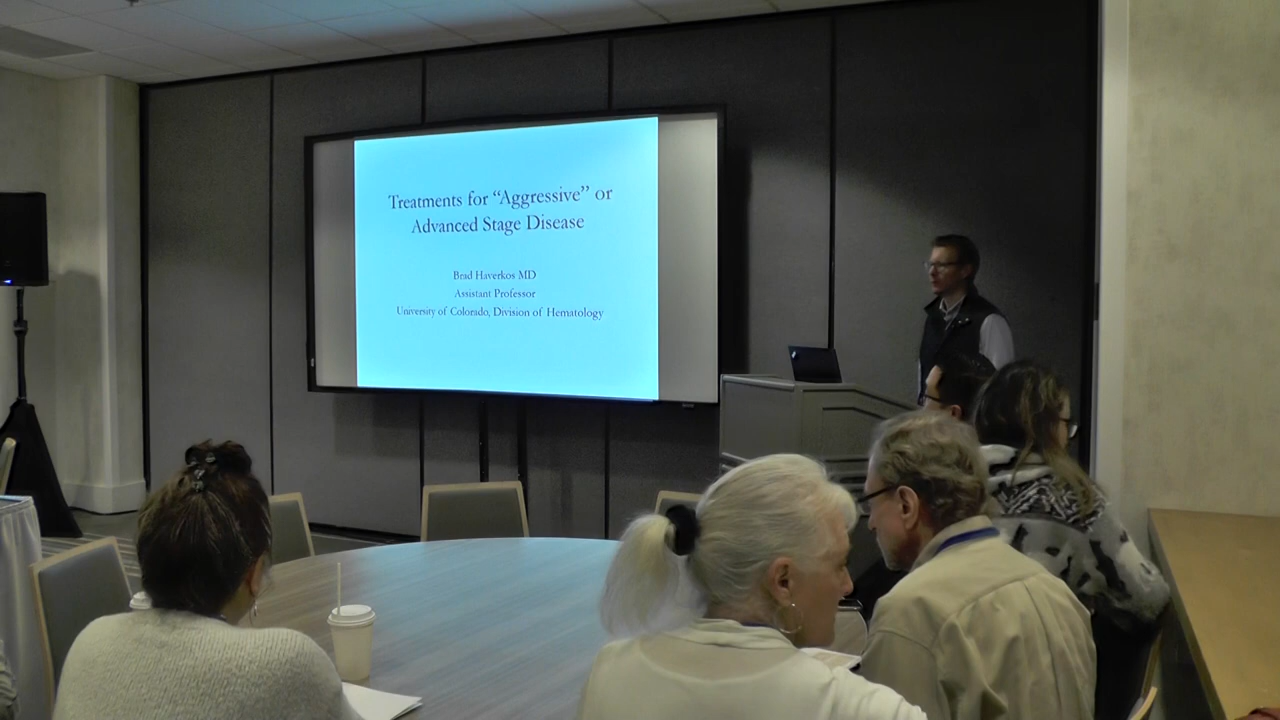 Treatments for “Aggressive” or
Advanced Stage Disease
Brad Haverkos MD
Assistant Professor
University of Colorado, Division of Hematology